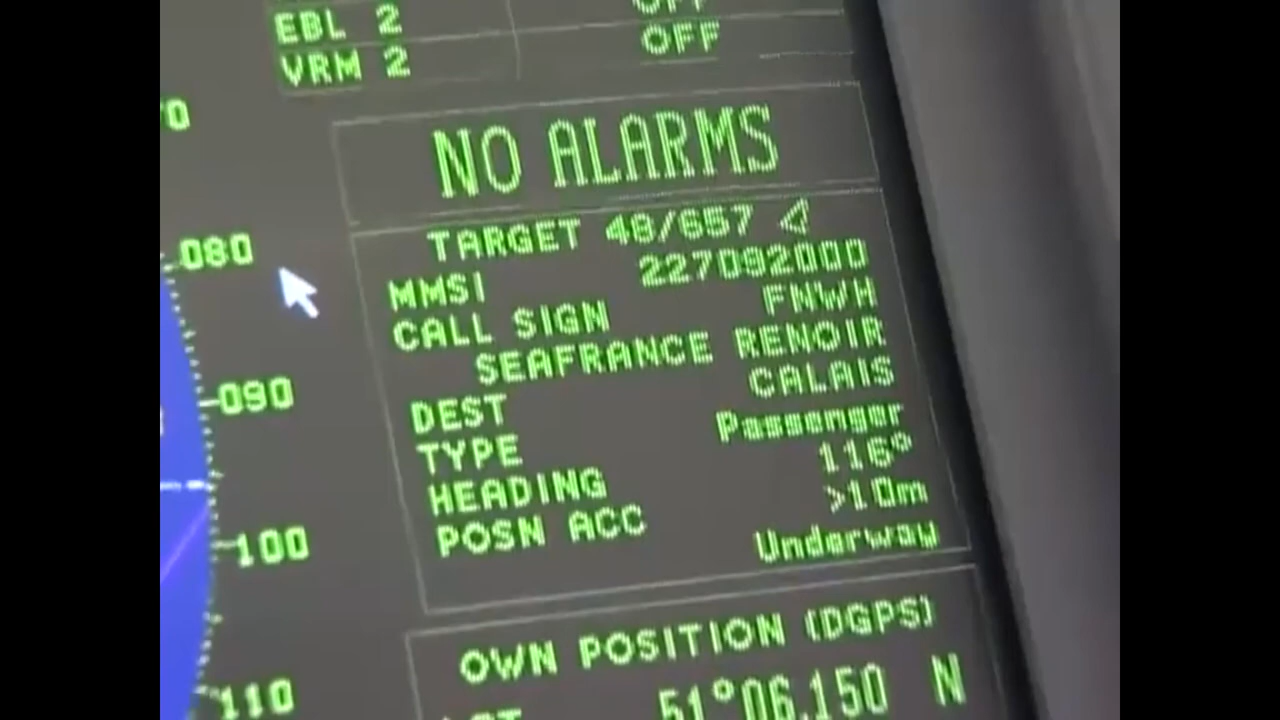 EBL 2 OFF
VRM 2 OFF
NO ALARMS
080
TARGET 48/657
MMSI 227092000
CALL SIGN FNWH
SEAFRANCE RENOIR
090
DEST CALAIS
TYPE Passenger
HEADING 116°
100
POSN ACC >10m
Underway
OWN POSITION (DGPS)
110
51°06.150 N